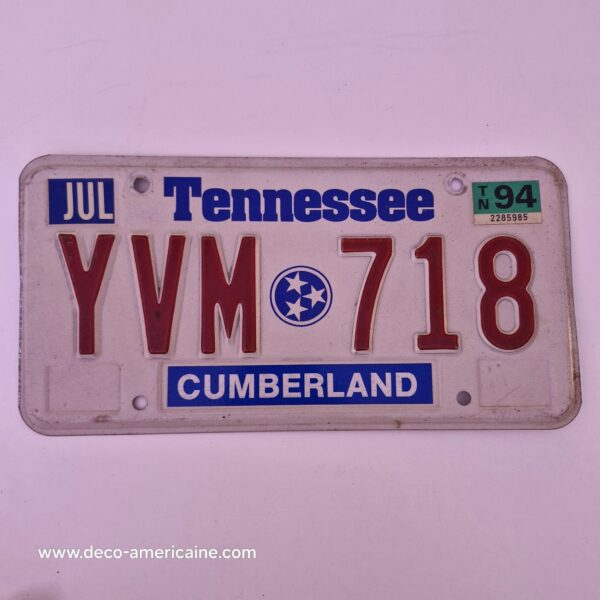 JUL
Tennessee
TN 94
2285985
YVM 718
CUMBERLAND
www.deco-americaine.com